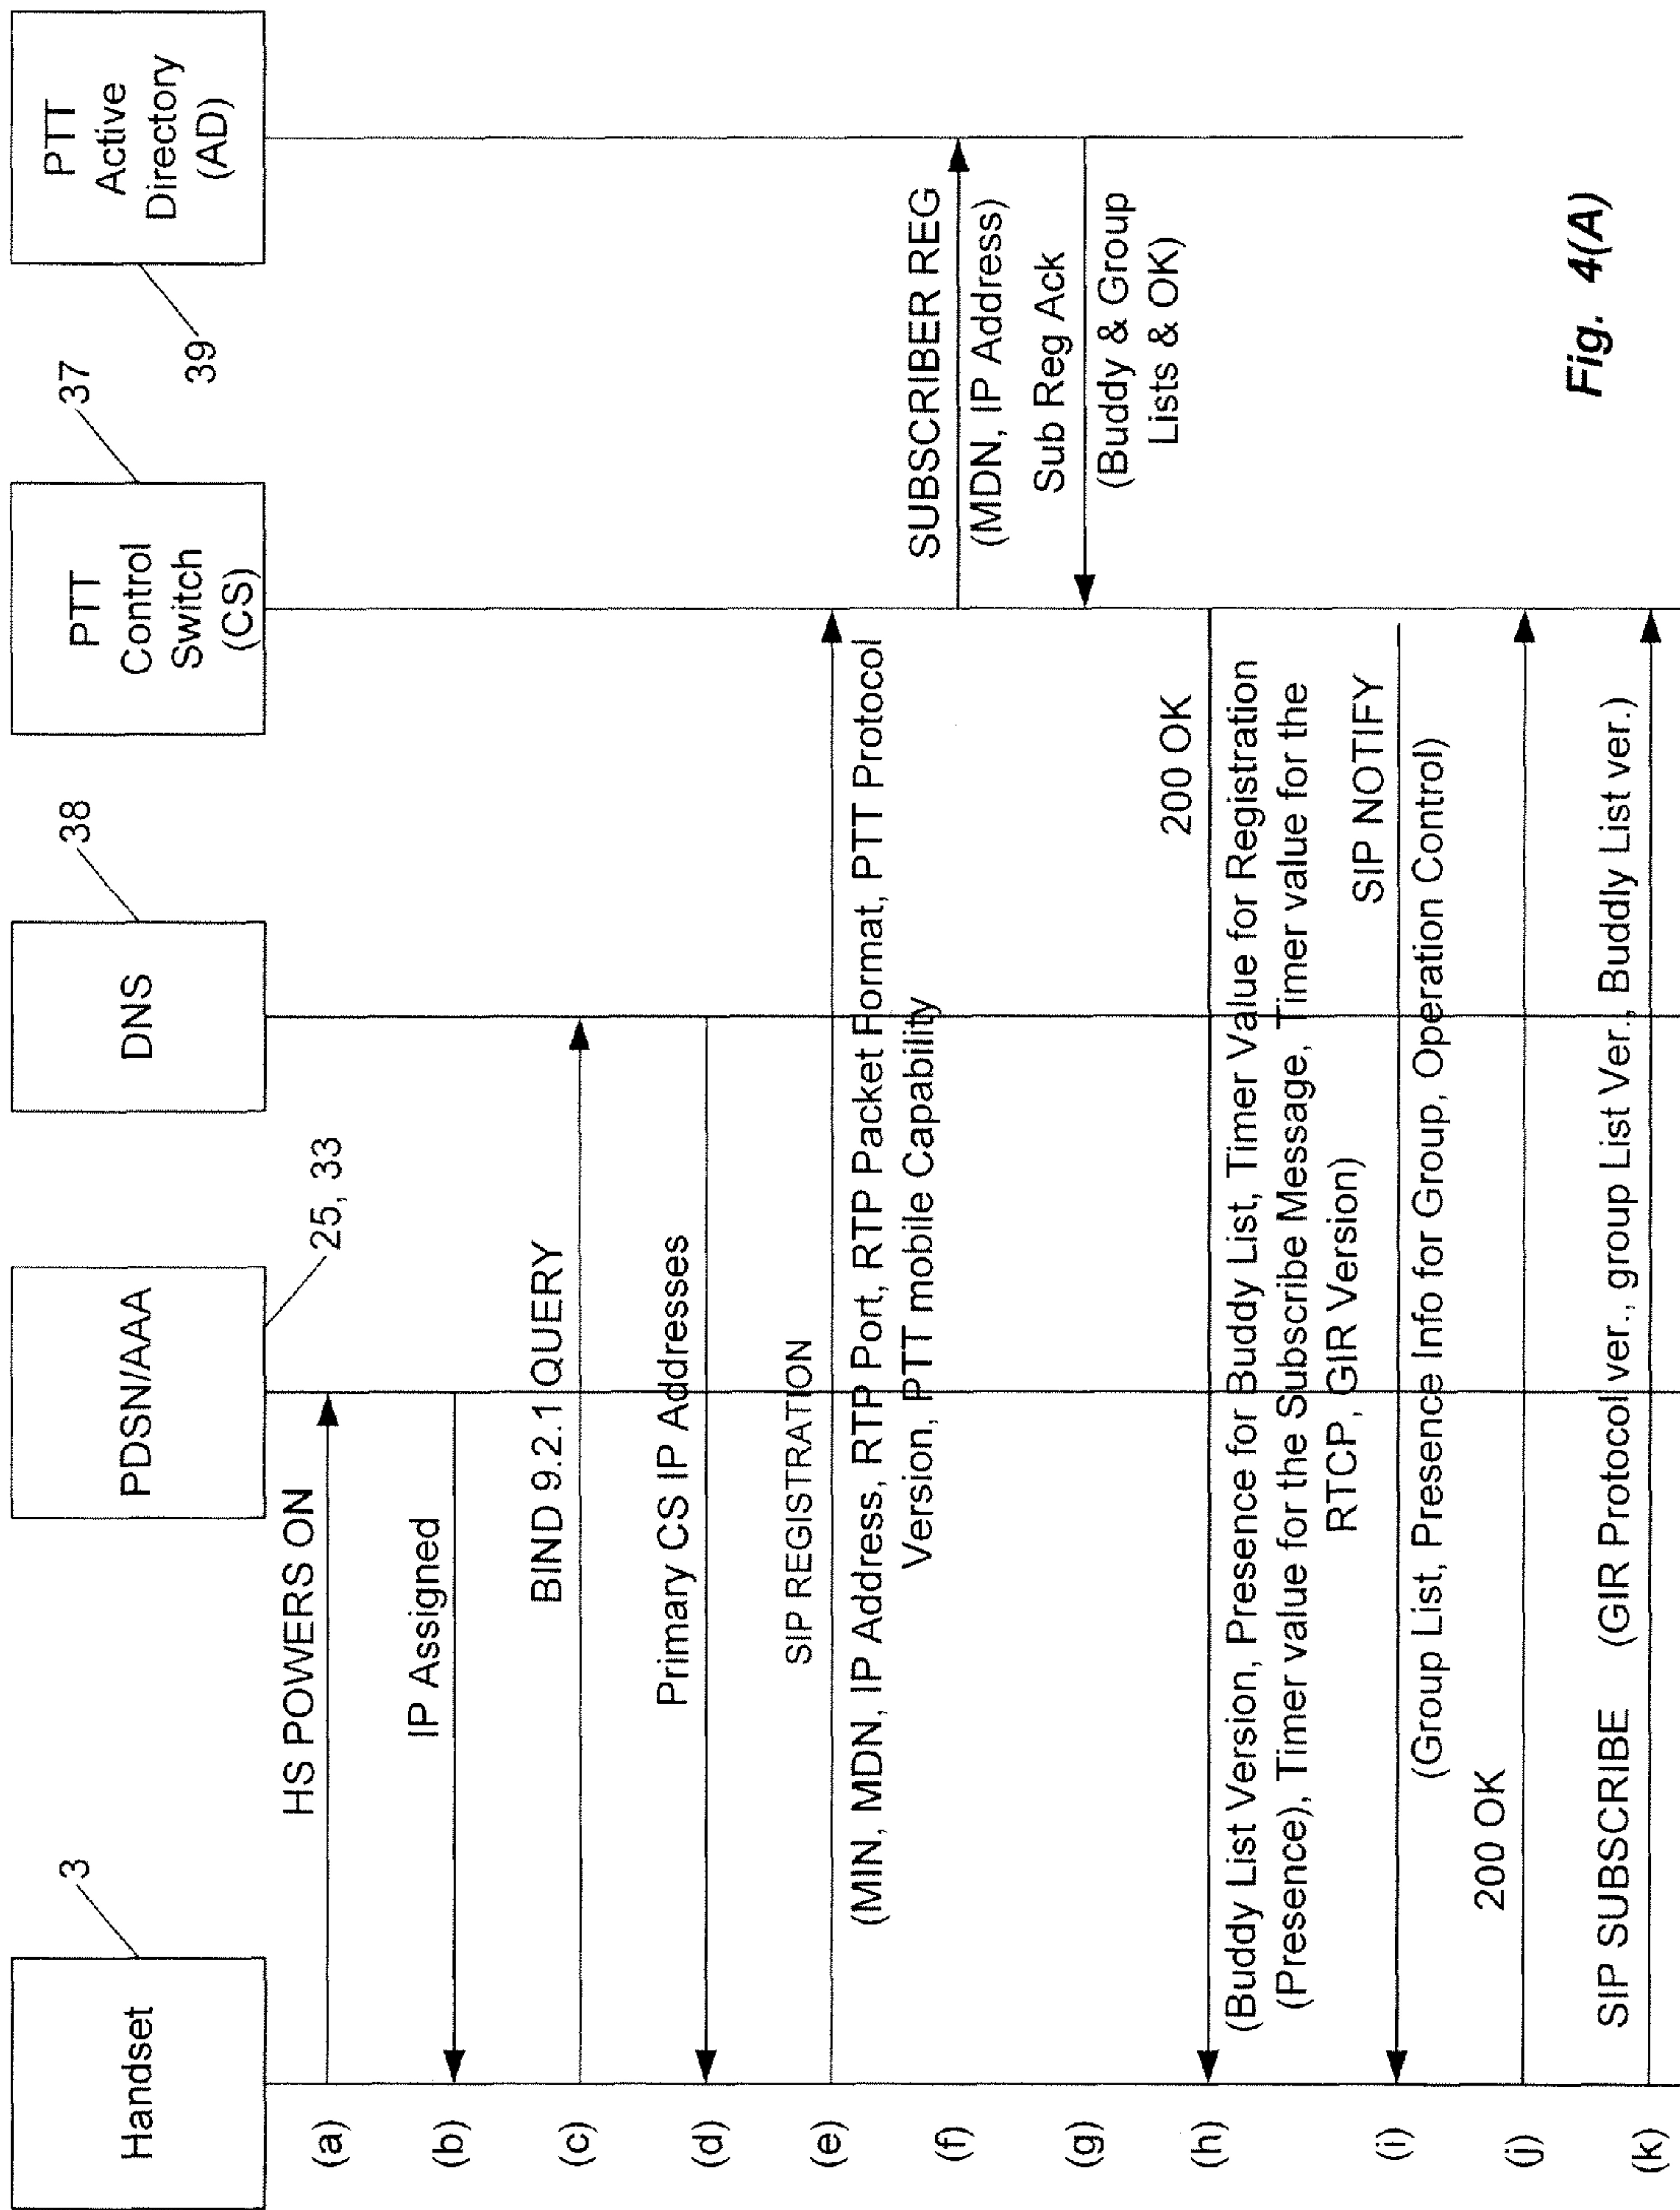 Handset
3
PDSN/AAA
25, 33
DNS
38
PTT
Control
Switch
(CS)
37
PTT
Active
Directory
(AD)
39
(a)
HS POWERS ON
(b)
IP Assigned
(c)
BIND 9.2.1 QUERY
(d)
Primary CS IP Addresses
(e)
SIP REGISTRATION
(MIN, MDN, IP Address, RTP Port, RTP Packet Format, PTT Protocol
Version, PTT mobile Capability
(f)
SUBSCRIBER REG
(MDN, IP Address)
(g)
Sub Reg Ack
(Buddy & Group
Lists & OK)
(h)
200 OK
(Buddy List Version, Presence for Buddy List, Timer Value for Registration
(Presence), Timer value for the Subscribe Message, Timer value for the
RTCP, GIR Version)
(i)
SIP NOTIFY
(Group List, Presence Info for Group, Operation Control)
(j)
200 OK
(k)
SIP SUBSCRIBE (GIR Protocol ver., group List Ver., Buddly List ver.)
Fig. 4(A)